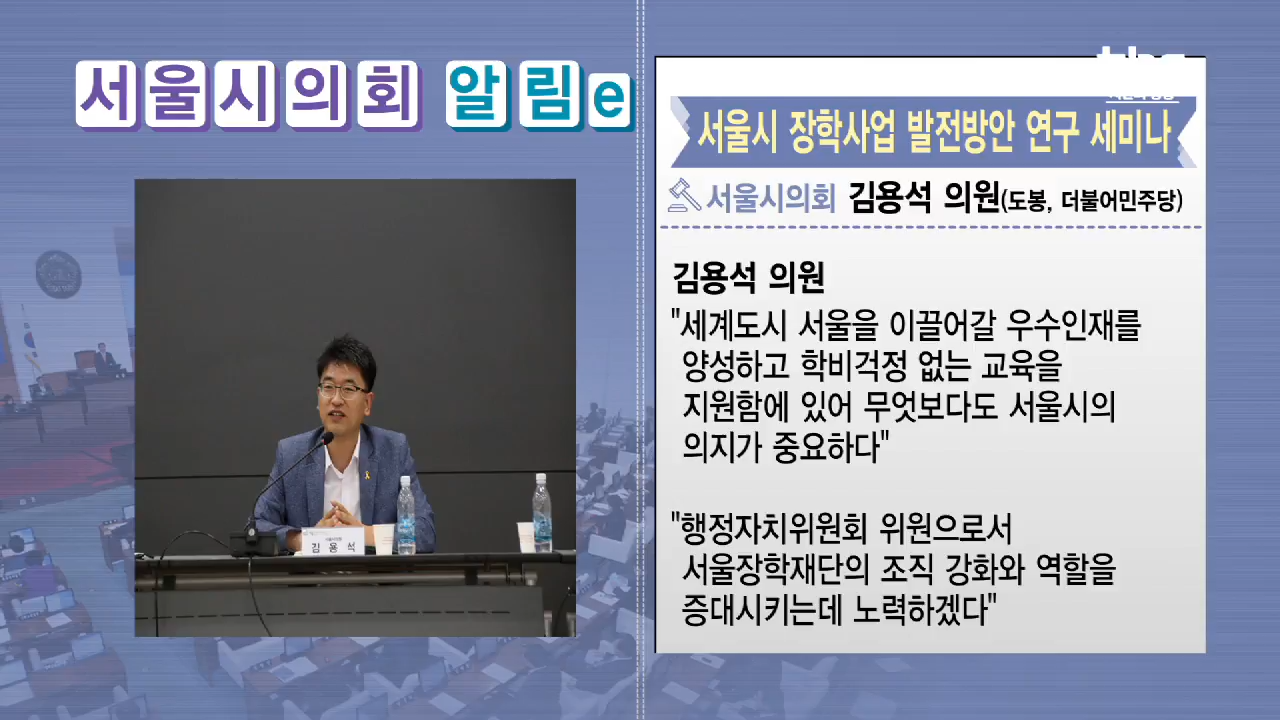 서울시의회 알림e
tbs
서울시 장학사업 발전방안 연구 세미나
서울시의회 김용석 의원(도봉, 더불어민주당)
김용석 의원
"세계도시 서울을 이끌어갈 우수인재를
양성하고 학비걱정 없는 교육을
지원함에 있어 무엇보다도 서울시의
의지가 중요하다"
"행정자치위원회 위원으로서
서울장학재단의 조직 강화와 역할을
증대시키는데 노력하겠다"
김 용 석